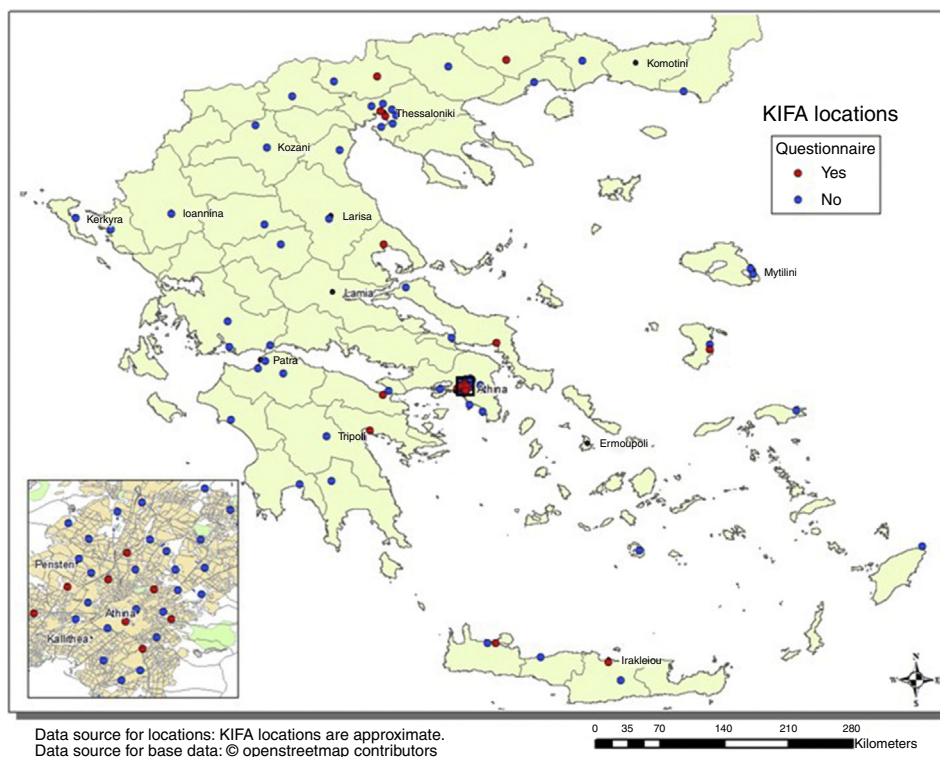 Komotini
KIFA locations
Thessaloniki
Questionnaire
Kozani
Yes
No
Kerkyra
Ioannina
Larisa
Mytilini
Lamia
Patra
Athina
Tripoli
Ermoupoli
Pensteri
Athina
Kallithea
Irakleiou
N
W E
S
Data source for locations: KIFA locations are approximate.
Data source for base data: © openstreetmap contributors
0 35 70 140 210 280
Kilometers